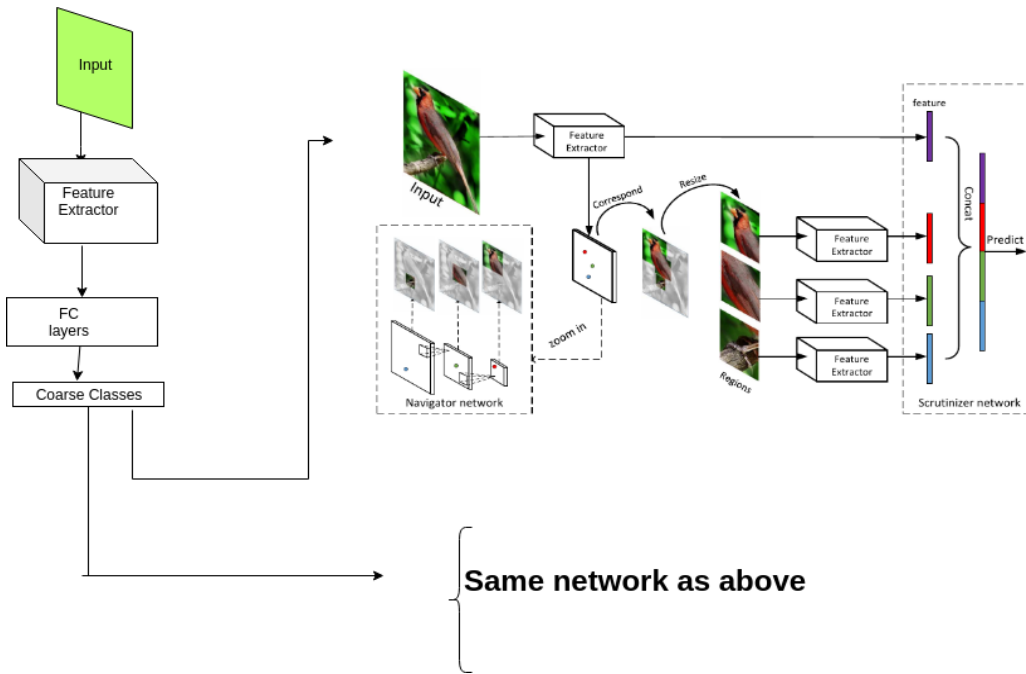 Input
Feature
Extractor
FC
layers
Coarse Classes
Input
Feature
Extractor
Correspond
Resize
zoom in
Navigator network
Regions
Feature
Extractor
Feature
Extractor
Feature
Extractor
feature
Concat
Predict
Scrutinizer network
Same network as above